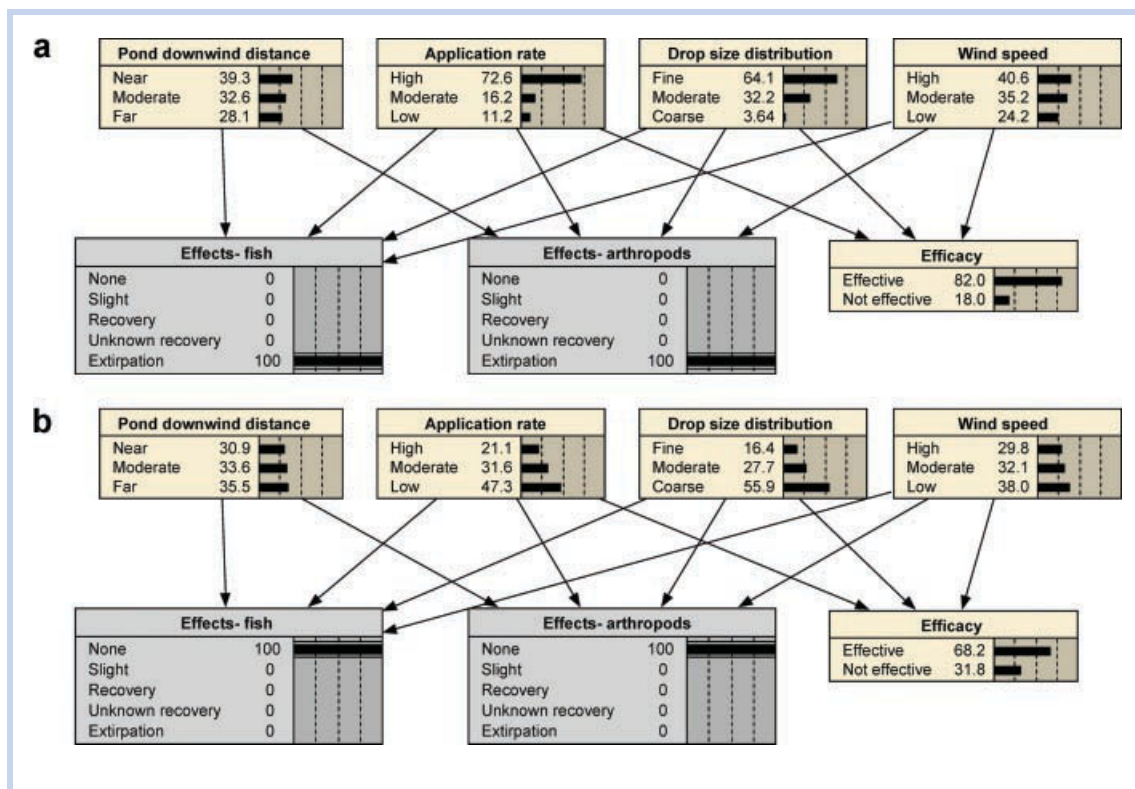 a
Pond downwind distance
Near 39.3
Moderate 32.6
Far 28.1
Application rate
High 72.6
Moderate 16.2
Low 11.2
Drop size distribution
Fine 64.1
Moderate 32.2
Coarse 3.64
Wind speed
High 40.6
Moderate 35.2
Low 24.2
Effects- fish
None 0
Slight 0
Recovery 0
Unknown recovery 0
Extirpation 100
Effects- arthropods
None 0
Slight 0
Recovery 0
Unknown recovery 0
Extirpation 100
Efficacy
Effective 82.0
Not effective 18.0
b
Pond downwind distance
Near 30.9
Moderate 33.6
Far 35.5
Application rate
High 21.1
Moderate 31.6
Low 47.3
Drop size distribution
Fine 16.4
Moderate 27.7
Coarse 55.9
Wind speed
High 29.8
Moderate 32.1
Low 38.0
Effects- fish
None 100
Slight 0
Recovery 0
Unknown recovery 0
Extirpation 0
Effects- arthropods
None 100
Slight 0
Recovery 0
Unknown recovery 0
Extirpation 0
Efficacy
Effective 68.2
Not effective 31.8